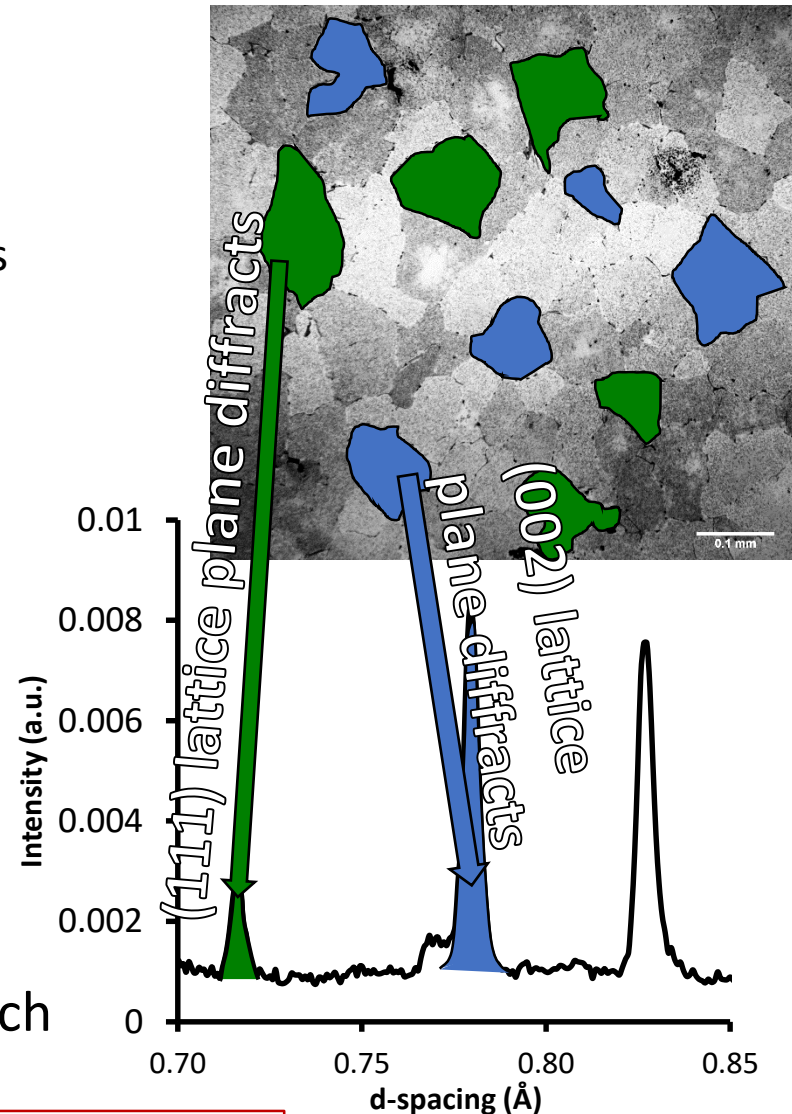 s
0.1 mm
(111) lattice plane diffracts
(002) lattice
plane diffracts
0.01
0.008
0.006
0.004
0.002
0
Intensity (a.u.)
ch
0.70 0.75 0.80 0.85
d-spacing (Å)